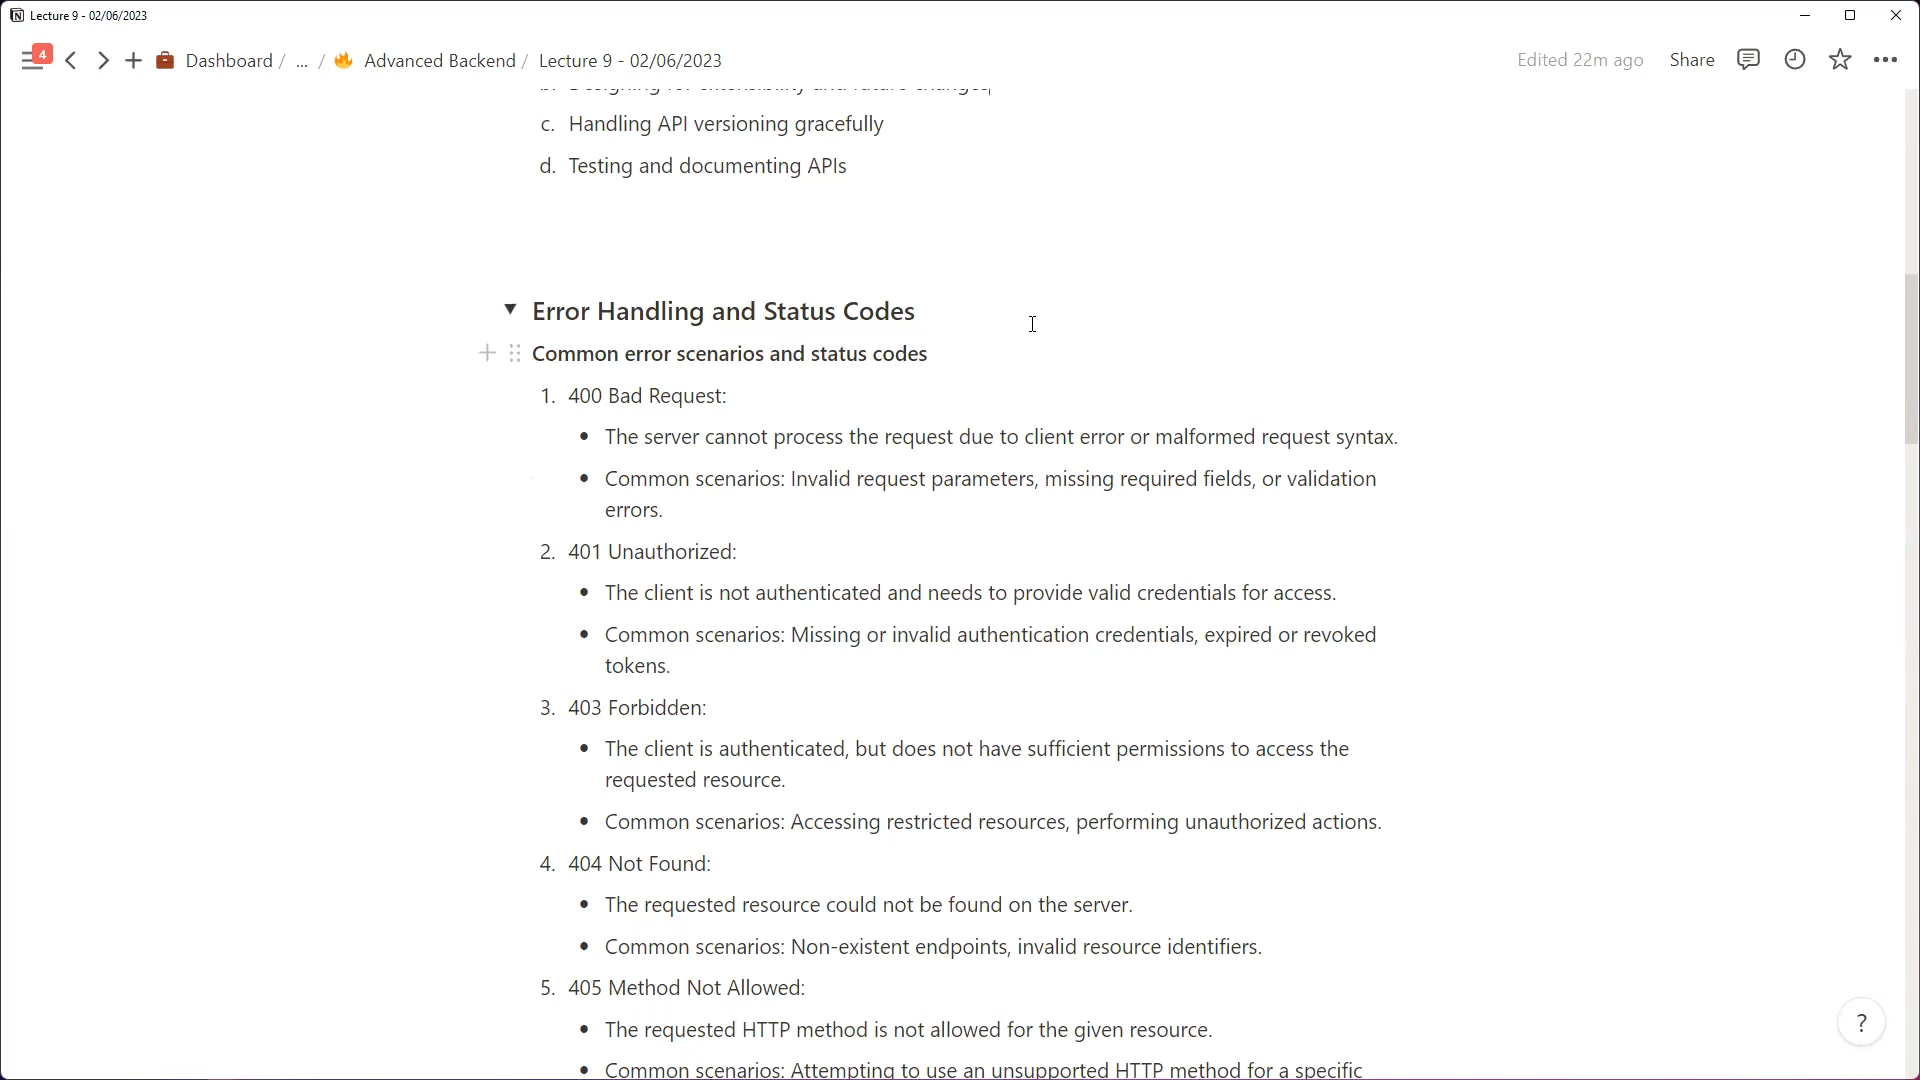 Lecture 9 - 02/06/2023
4
Dashboard / ... / Advanced Backend / Lecture 9 - 02/06/2023
Edited 22m ago
Share
b. Designing for extensibility and future changes
c. Handling API versioning gracefully
d. Testing and documenting APIs
Error Handling and Status Codes
Common error scenarios and status codes
1. 400 Bad Request:
• The server cannot process the request due to client error or malformed request syntax.
• Common scenarios: Invalid request parameters, missing required fields, or validation
errors.
2. 401 Unauthorized:
• The client is not authenticated and needs to provide valid credentials for access.
• Common scenarios: Missing or invalid authentication credentials, expired or revoked
tokens.
3. 403 Forbidden:
• The client is authenticated, but does not have sufficient permissions to access the
requested resource.
• Common scenarios: Accessing restricted resources, performing unauthorized actions.
4. 404 Not Found:
• The requested resource could not be found on the server.
• Common scenarios: Non-existent endpoints, invalid resource identifiers.
5. 405 Method Not Allowed:
• The requested HTTP method is not allowed for the given resource.
• Common scenarios: Attempting to use an unsupported HTTP method for a specific
?